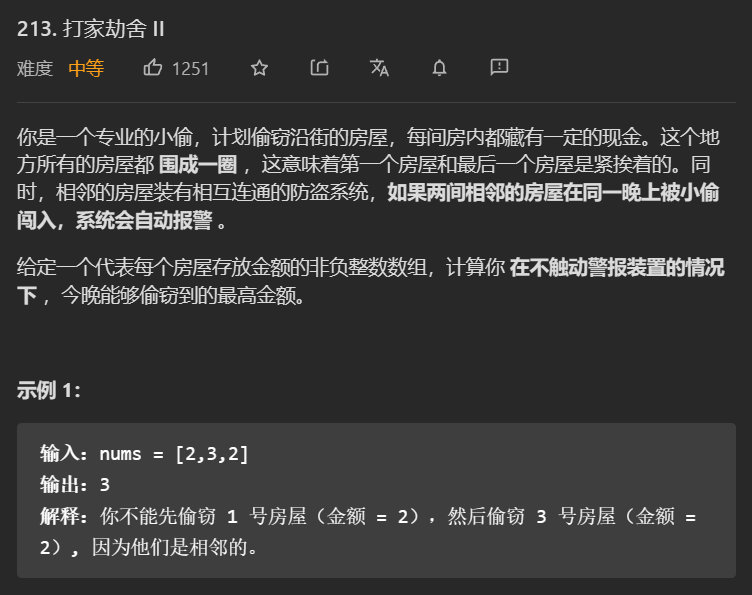 213. 打家劫舍 II
难度 中等 1251
你是一个专业的小偷，计划偷窃沿街的房屋，每间房内都藏有一定的现金。这个地
方所有的房屋都 围成一圈 ，这意味着第一个房屋和最后一个房屋是紧挨着的。同
时，相邻的房屋装有相互连通的防盗系统，如果两间相邻的房屋在同一晚上被小偷
闯入，系统会自动报警 。
给定一个代表每个房屋存放金额的非负整数数组，计算你 在不触动警报装置的情况
下 ，今晚能够偷窃到的最高金额。
示例 1：
输入：nums = [2,3,2]
输出：3
解释：你不能先偷窃 1 号房屋（金额 = 2），然后偷窃 3 号房屋（金额 =
2）, 因为他们是相邻的。